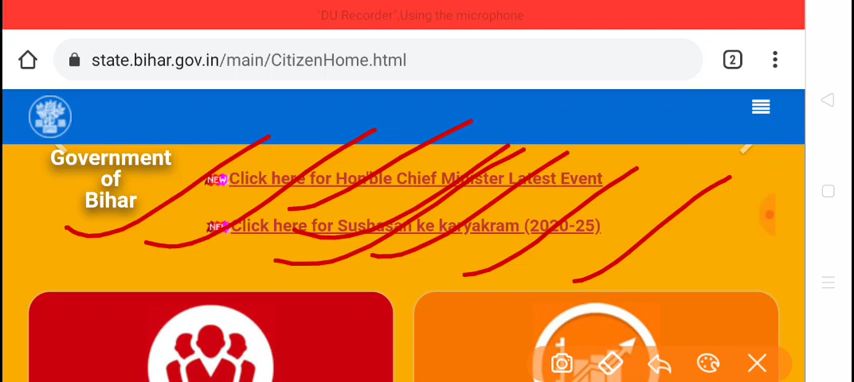 "DU Recorder",Using the microphone
state.bihar.gov.in/main/CitizenHome.html
2
Government
of
Bihar
NEW Click here for Hon'ble Chief Minister Latest Event
NEW Click here for Sushasan ke karyakram (2020-25)